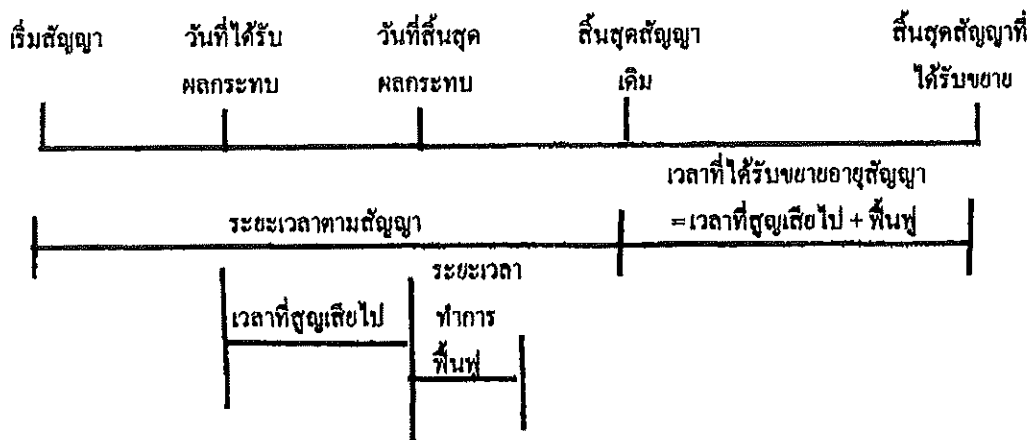 เริ่มสัญญา วันที่ได้รับ วันที่สิ้นสุด สิ้นสุดสัญญา สิ้นสุดสัญญาที่
ผลกระทบ ผลกระทบ เดิม ได้รับขยาย
เวลาที่ได้รับขยายอายุสัญญา
ระยะเวลาตามสัญญา =เวลาที่สูญเสียไป + ฟื้นฟู
ระยะเวลา
เวลาที่สูญเสียไป ทำการ
ฟื้นฟู